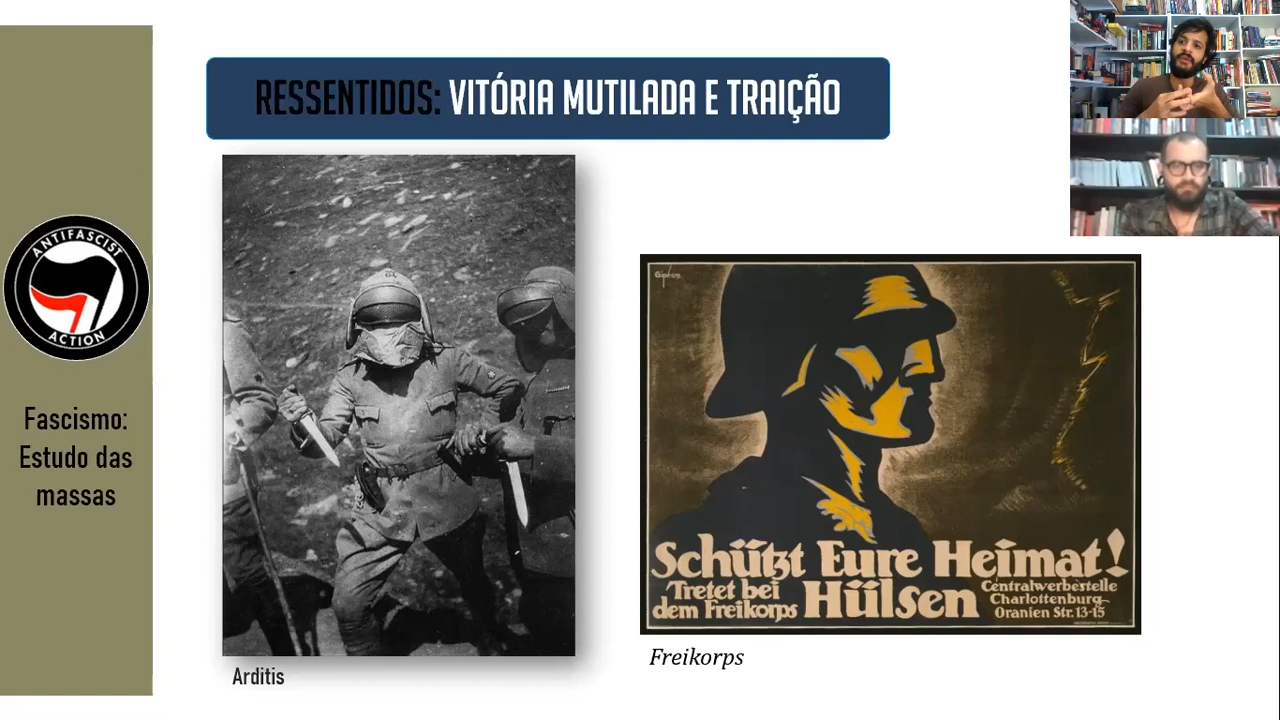 RESSENTIDOS: VITÓRIA MUTILADA E TRAIÇÃO
ANTIFASCIST
ACTION
Fascismo:
Estudo das
massas
Arditis
Schützt Eure Heimat!
Tretet bei
dem Freikorps
Hülsen
Centralwerbestelle
Charlottenburg
Oranien Str. 13-15
Freikorps